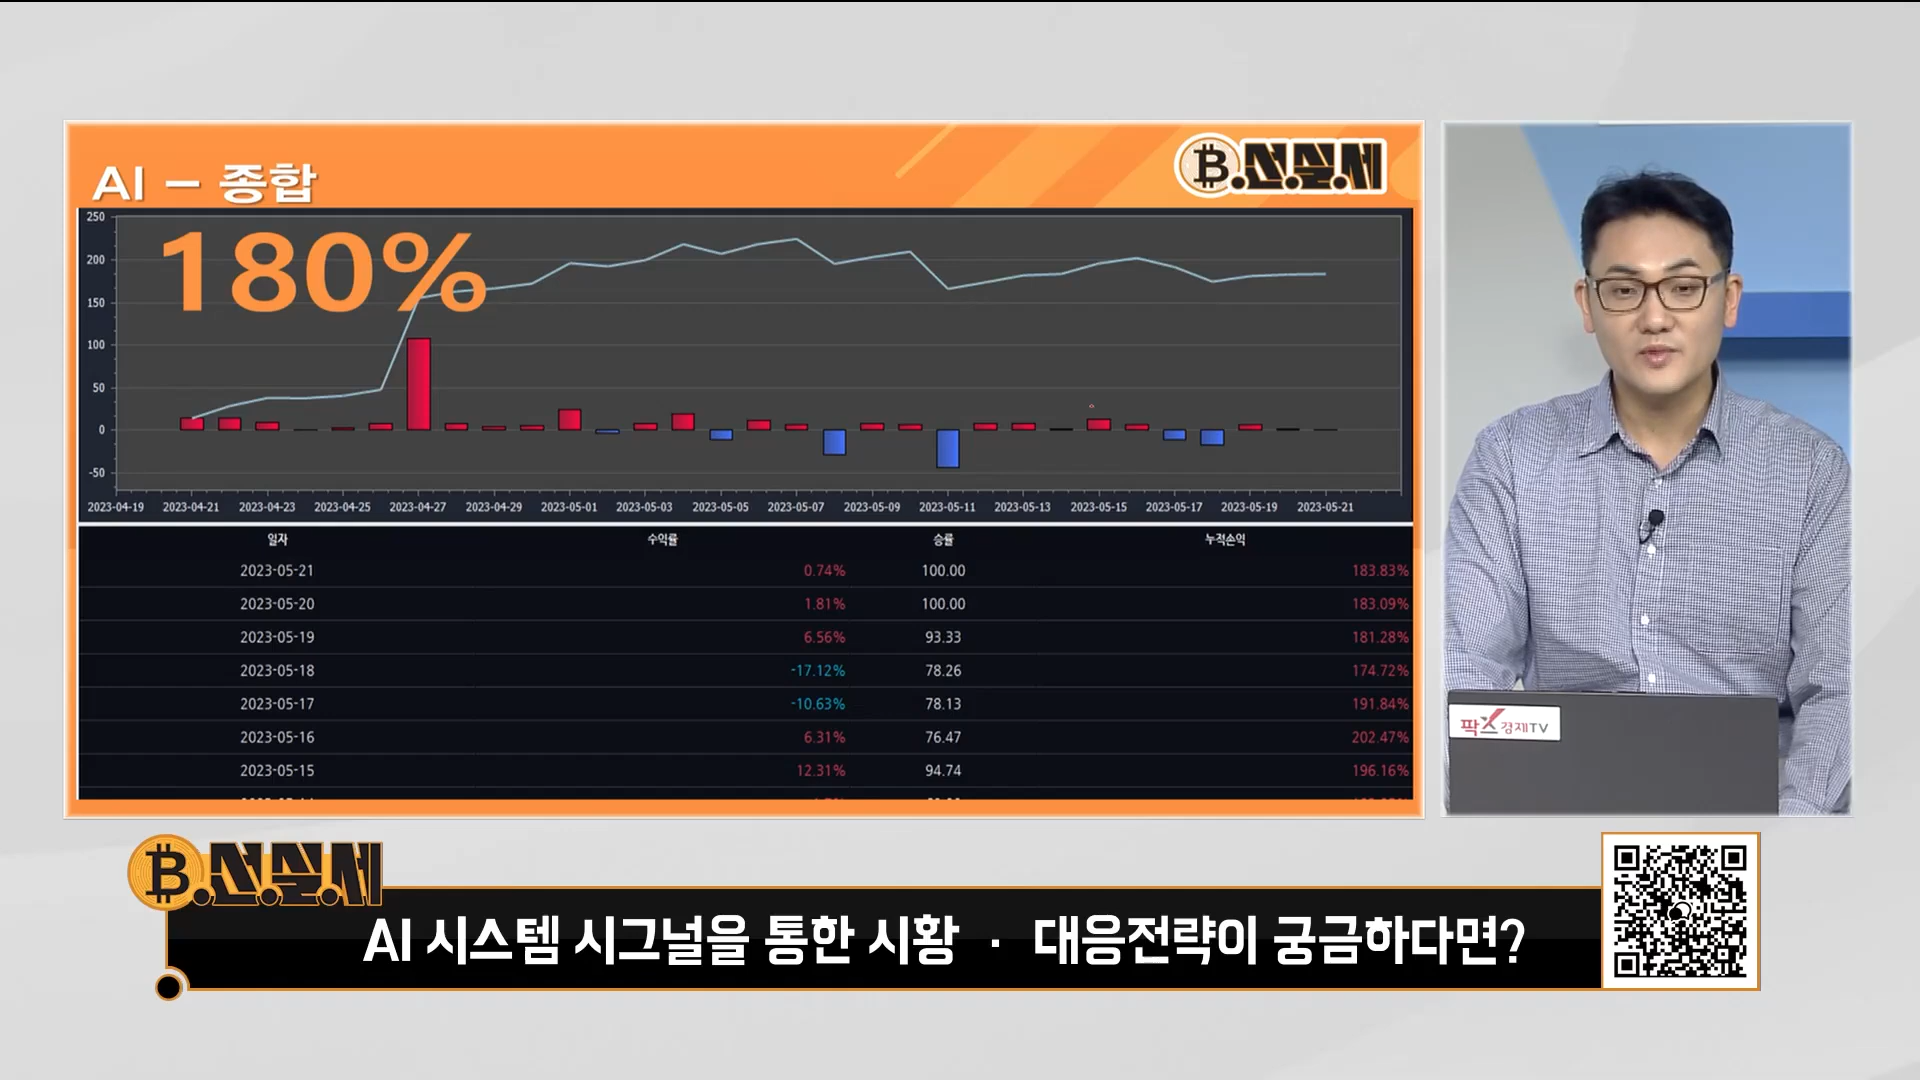 AI – 종합
B.선.실.세
180%
250
200
150
100
50
0
-50
2023-04-19 2023-04-21 2023-04-23 2023-04-25 2023-04-27 2023-04-29 2023-05-01 2023-05-03 2023-05-05 2023-05-07 2023-05-09 2023-05-11 2023-05-13 2023-05-15 2023-05-17 2023-05-19 2023-05-21
일자 수익률 승률 누적손익
2023-05-21 0.74% 100.00 183.83%
2023-05-20 1.81% 100.00 183.09%
2023-05-19 6.56% 93.33 181.28%
2023-05-18 -17.12% 78.26 174.72%
2023-05-17 -10.63% 78.13 191.84%
2023-05-16 6.31% 76.47 202.47%
2023-05-15 12.31% 94.74 196.16%
팍스경제TV
B.선.실.세
AI 시스템 시그널을 통한 시황 · 대응전략이 궁금하다면?